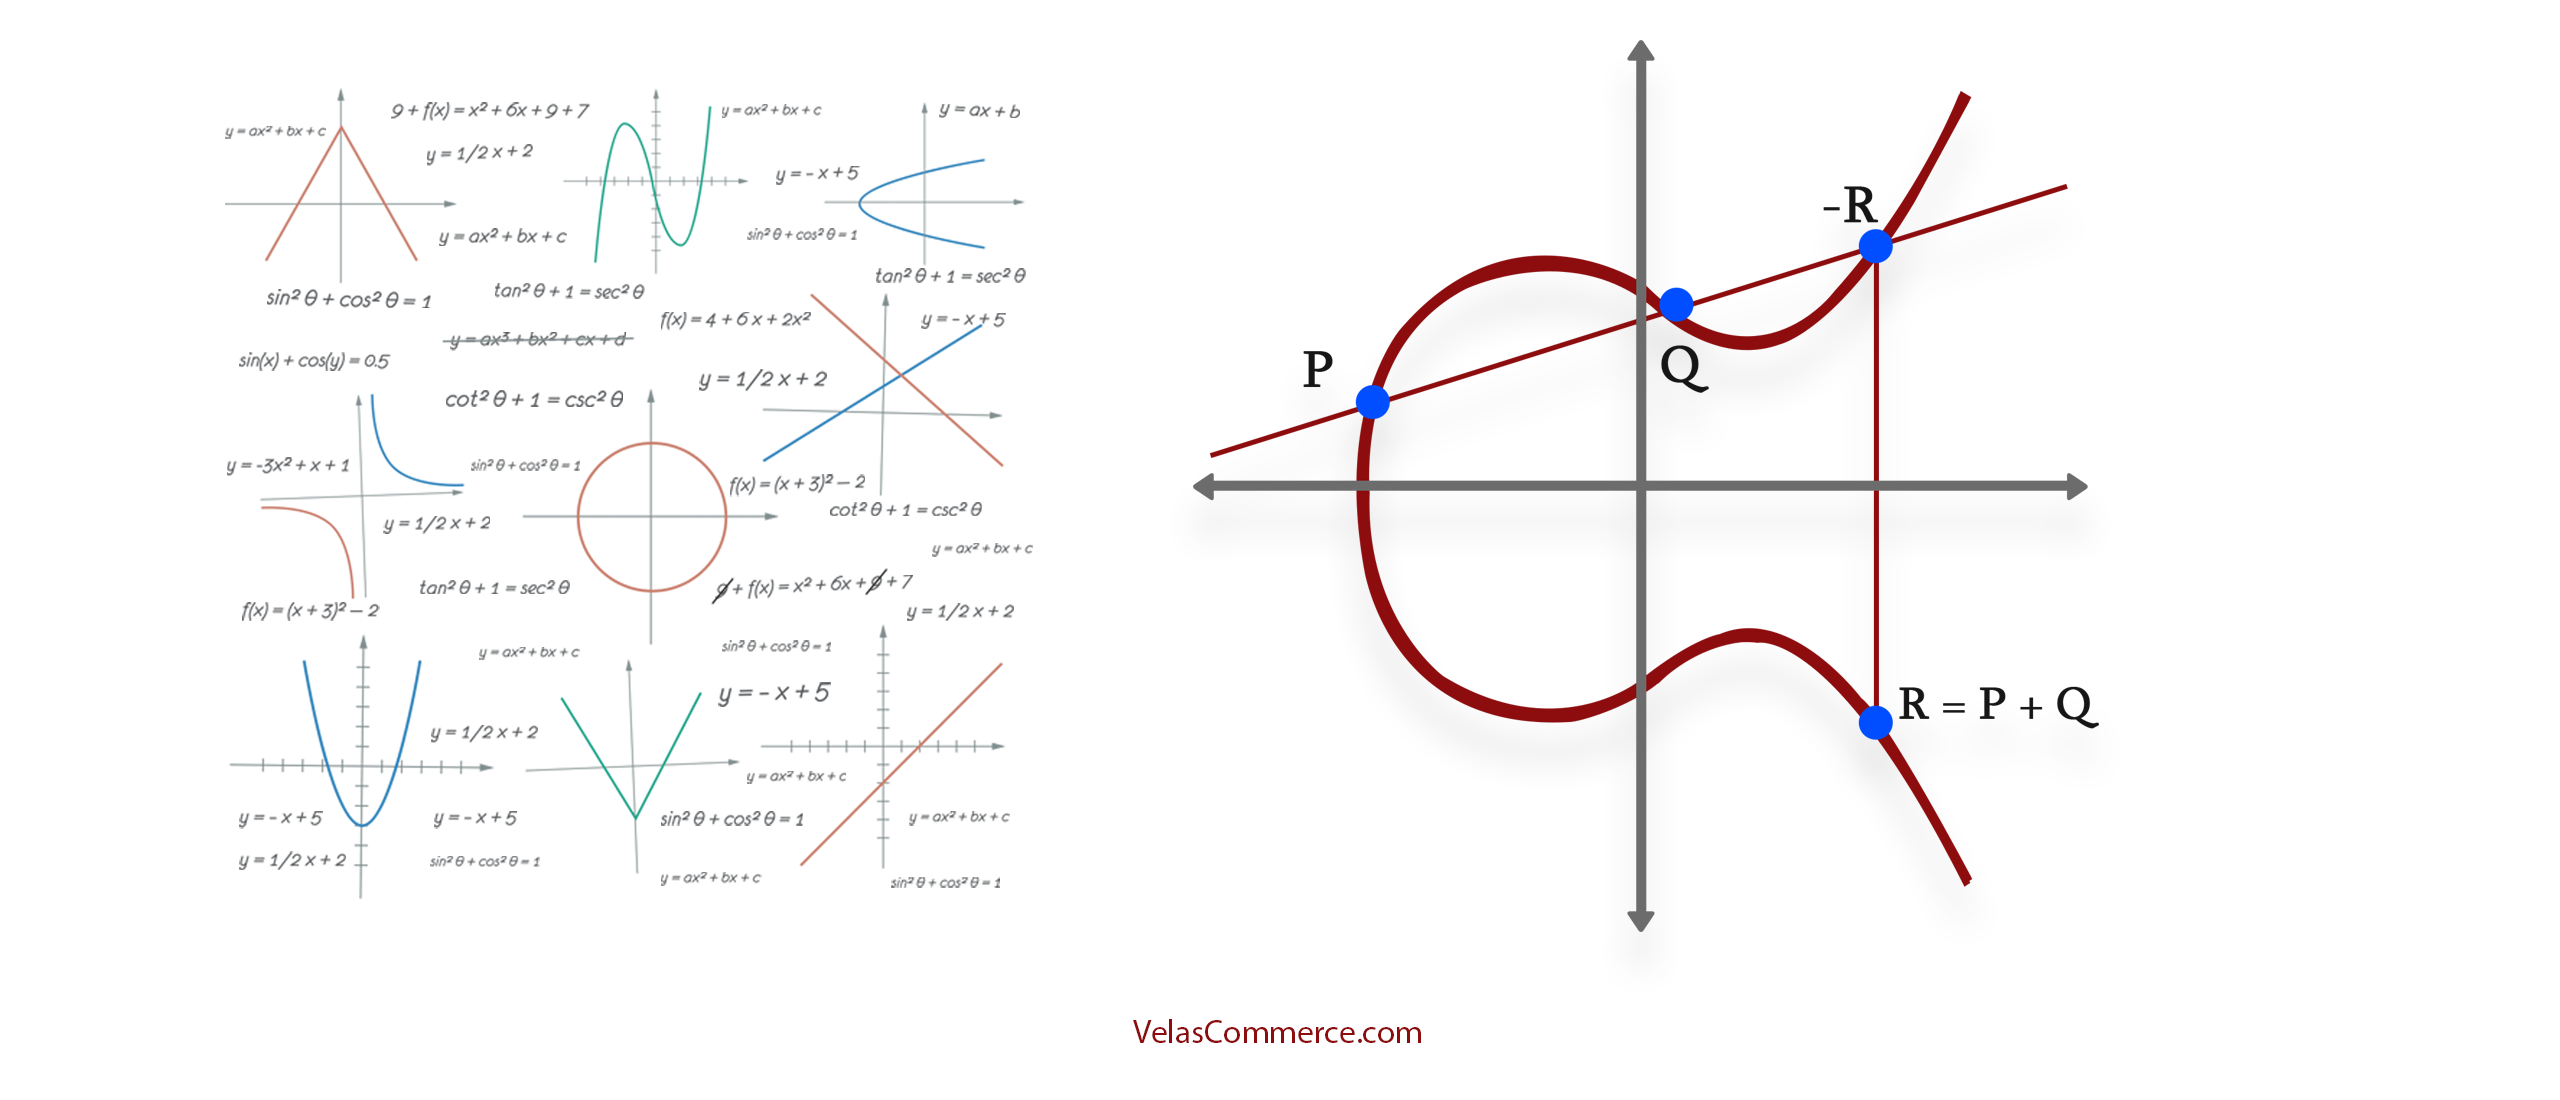 9 + f(x) = x² + 6x + 9 + 7
y = ax² + bx + c
y = ax + b
y = ax² + bx + c
y = 1/2 x + 2
y = - x + 5
y = ax² + bx + c
sin² θ + cos² θ = 1
tan² θ + 1 = sec² θ
tan² θ + 1 = sec² θ
sin² θ + cos² θ = 1
f(x) = 4 + 6 x + 2x²
y = - x + 5
y = ax³ + bx² + cx + d
sin(x) + cos(y) = 0.5
y = 1/2 x + 2
cot² θ + 1 = csc² θ
y = -3x² + x + 1
sin² θ + cos² θ = 1
f(x) = (x + 3)² – 2
cot² θ + 1 = csc² θ
y = 1/2 x + 2
y = ax² + bx + c
tan² θ + 1 = sec² θ
9 + f(x) = x² + 6x + 9 + 7
f(x) = (x + 3)² – 2
y = 1/2 x + 2
y = ax² + bx + c
sin² θ + cos² θ = 1
y = - x + 5
y = 1/2 x + 2
y = ax² + bx + c
y = - x + 5
y = - x + 5
sin² θ + cos² θ = 1
y = ax² + bx + c
y = 1/2 x + 2
sin² θ + cos² θ = 1
y = ax² + bx + c
sin² θ + cos² θ = 1
-R
P
Q
R = P + Q
VelasCommerce.com